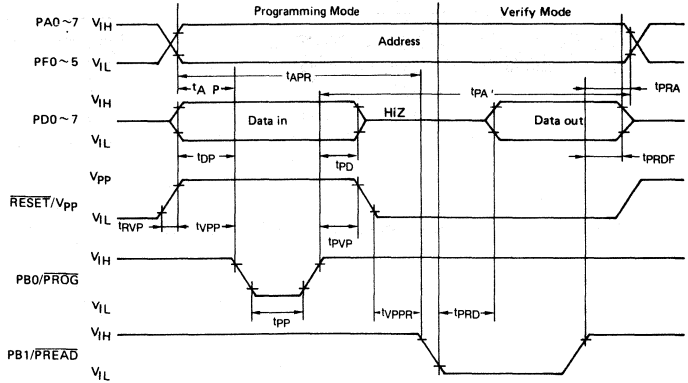 Programming Mode Verify Mode
PA0~7 VIH
Address
PF0~5 VIL
tAPR
tA P tPA' tPRA
VIH
PD0~7 Data in HiZ Data out
VIL
tDP tPD tPRDF
VPP
RESET/VPP
VIL
tRVP tVPP tPVP
VIH
PB0/PROG
VIL
tPP tVPPR tPRD
VIH
PB1/PREAD
VIL